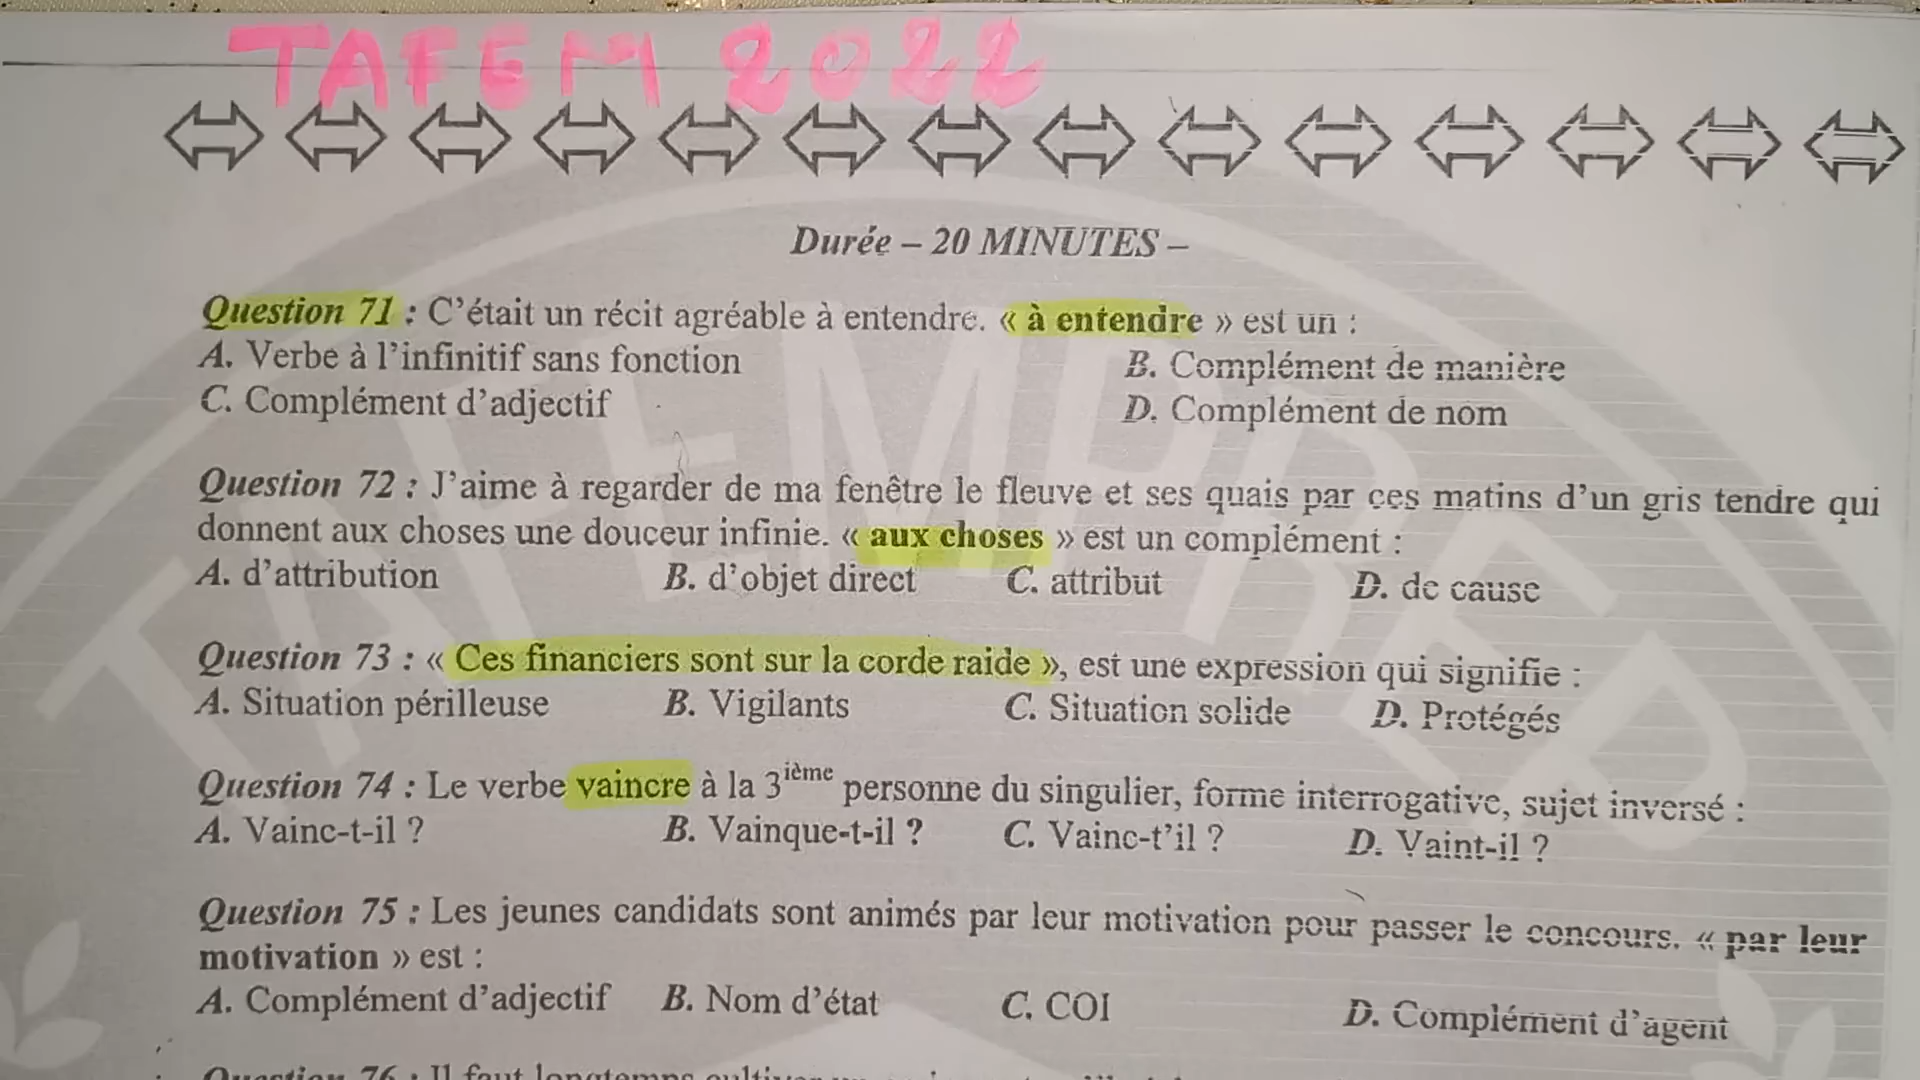 TAFEM 2022
Durée – 20 MINUTES –
Question 71 : C'était un récit agréable à entendre. « à entendre » est un :
A. Verbe à l'infinitif sans fonction B. Complément de manière
C. Complément d'adjectif D. Complément de nom
Question 72 : J'aime à regarder de ma fenêtre le fleuve et ses quais par ces matins d'un gris tendre qui
donnent aux choses une douceur infinie. « aux choses » est un complément :
A. d'attribution B. d'objet direct C. attribut D. de cause
Question 73 : « Ces financiers sont sur la corde raide », est une expression qui signifie :
A. Situation périlleuse B. Vigilants C. Situation solide D. Protégés
Question 74 : Le verbe vaincre à la 3ième personne du singulier, forme interrogative, sujet inversé :
A. Vainc-t-il ? B. Vainque-t-il ? C. Vainc-t'il ? D. Vaint-il ?
Question 75 : Les jeunes candidats sont animés par leur motivation pour passer le concours. « par leur
motivation » est :
A. Complément d'adjectif B. Nom d'état C. COI D. Complément d'agent
Question 76 : Il faut longtemps
TAFEMPREP